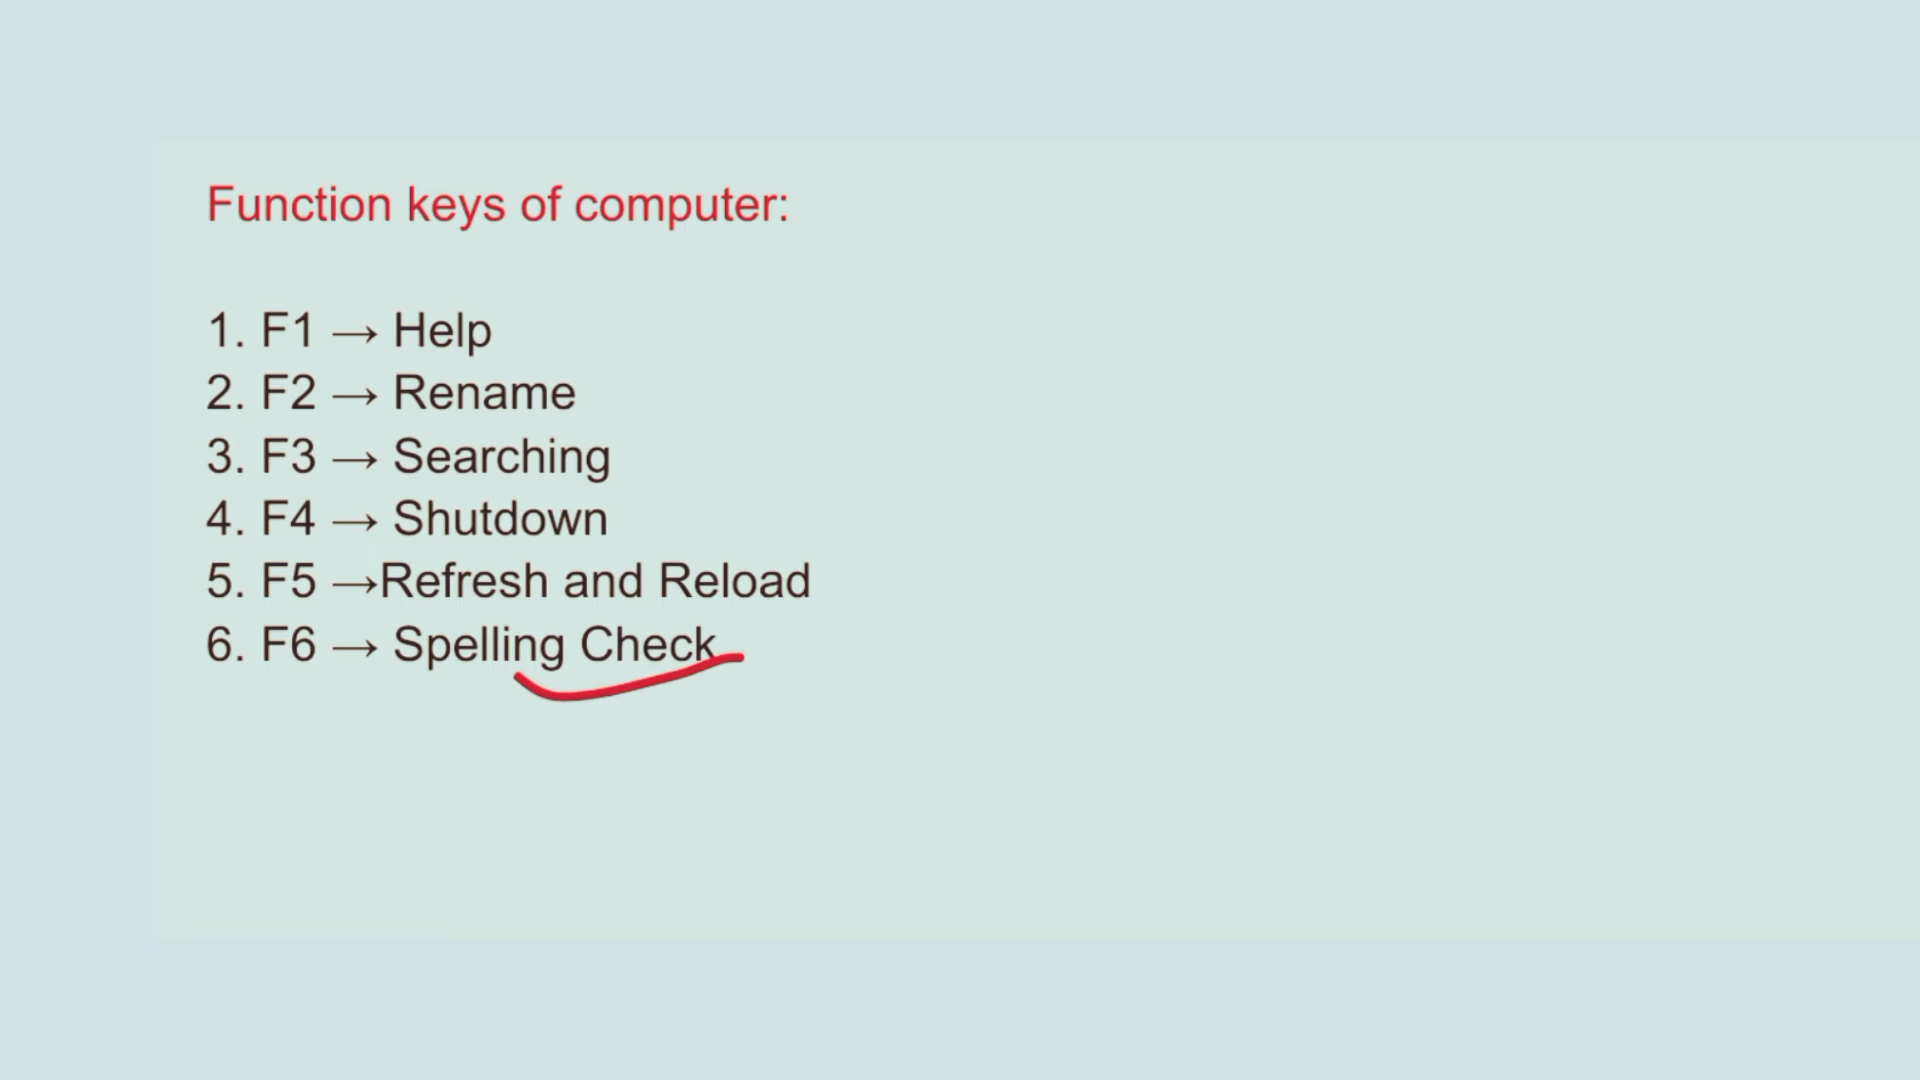 Function keys of computer:
1. F1 → Help
2. F2 → Rename
3. F3 → Searching
4. F4 → Shutdown
5. F5 →Refresh and Reload
6. F6 → Spelling Check